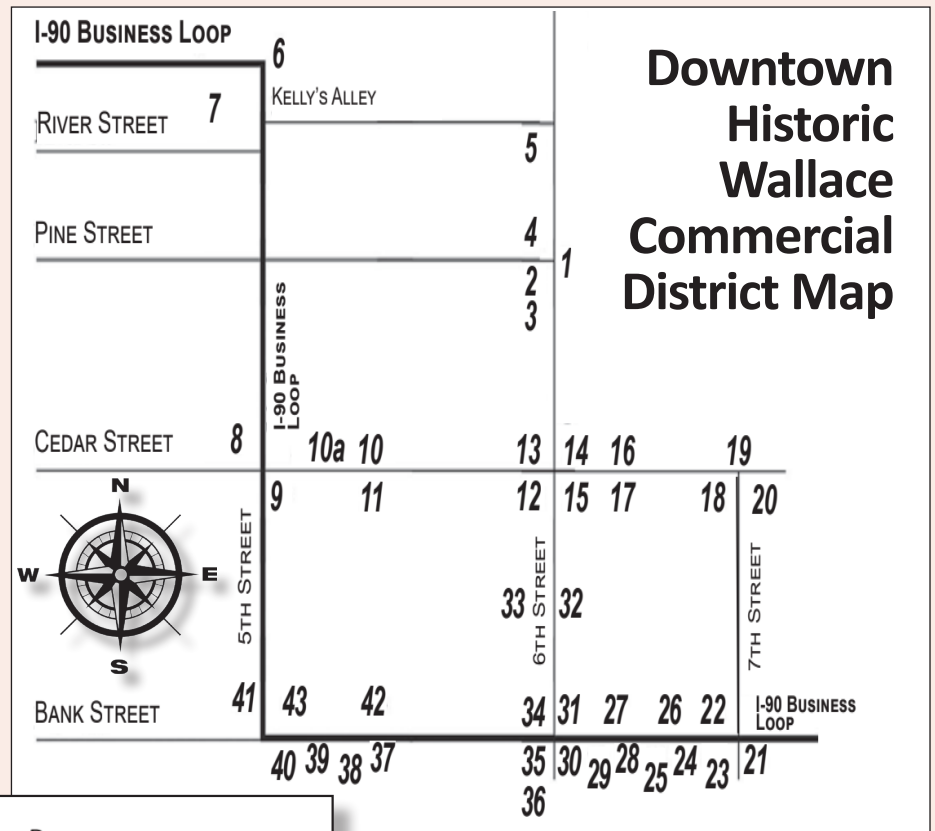 I-90 BUSINESS LOOP
6
Downtown
Historic
Wallace
Commercial
District Map
7
KELLY'S ALLEY
RIVER STREET
5
PINE STREET
4
1
2
3
I-90 BUSINESS
LOOP
CEDAR STREET
8
10a 10
13 14 16
19
9
11
12 15 17
18 20
N
W
E
S
5TH STREET
33
6TH STREET
32
7TH STREET
BANK STREET
41 43
42
34 31 27 26 22
I-90 BUSINESS
LOOP
40 39 38 37
35 30 29 28 25 24 23 21
36